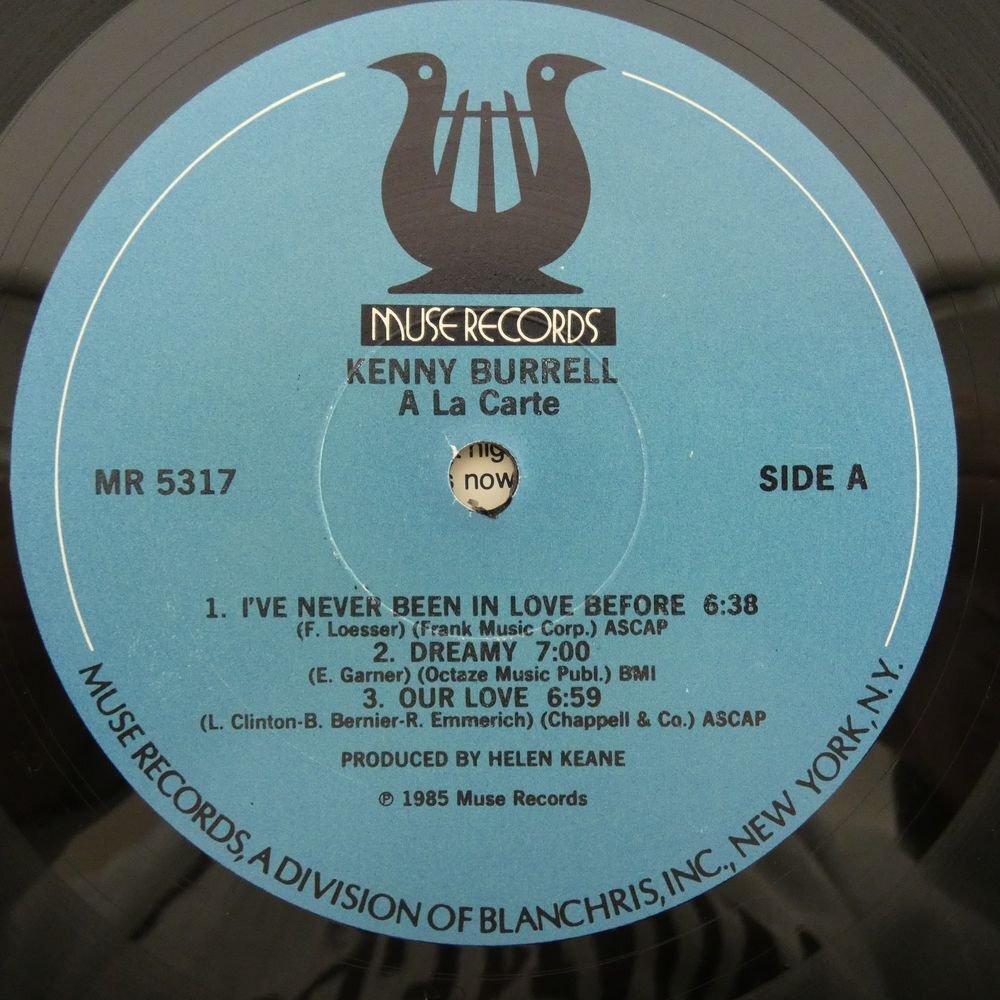 MUSE RECORDS
KENNY BURRELL
A La Carte
MR 5317
SIDE A
now
1. I'VE NEVER BEEN IN LOVE BEFORE 6:38
(F. Loesser) (Frank Music Corp.) ASCAP
2. DREAMY 7:00
(E. Garner) (Octaze Music Publ.) BMI
3. OUR LOVE 6:59
(L. Clinton-B. Bernier-R. Emmerich) (Chappell & Co.) ASCAP
PRODUCED BY HELEN KEANE
℗ 1985 Muse Records
MUSE RECORDS, A DIVISION OF BLANCHRIS, INC., NEW YORK, N.Y.